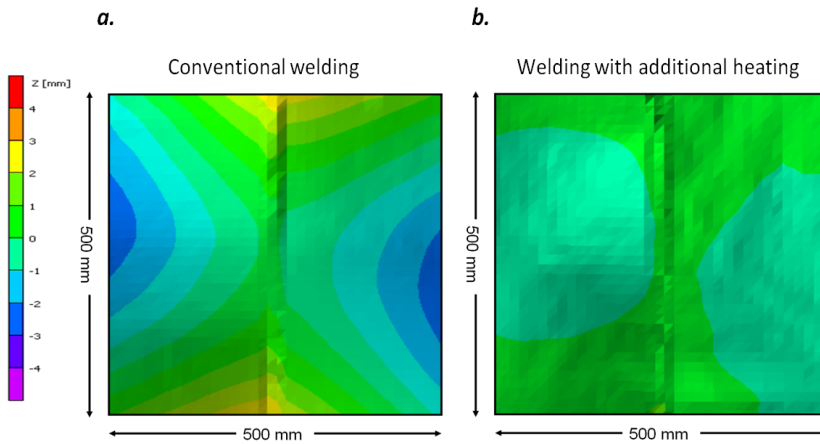 a.
b.
Conventional welding
Welding with additional heating
Z [mm]
4
3
2
1
0
-1
-2
-3
-4
500 mm
500 mm
500 mm
500 mm